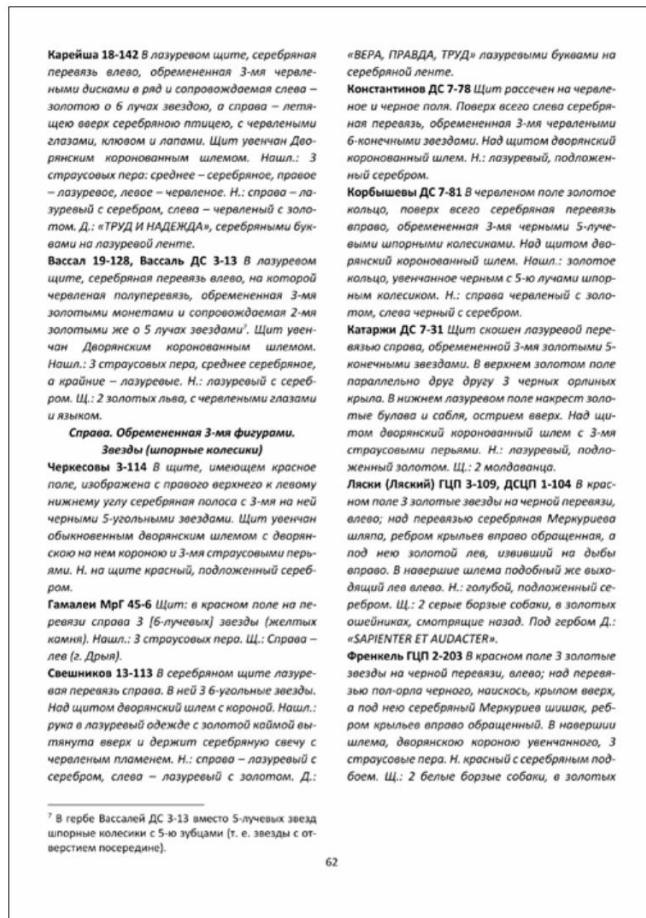 Карейша 18-142 В лазуревом щите, серебряная
перевязь влево, обремененная 3-мя червле-
ными дисками в ряд и сопровождаемая слева –
золотою о 6 лучах звездою, а справа – летя-
щею вверх серебряною птицею, с червлеными
глазами, клювом и лапами. Щит увенчан Дво-
рянским коронованным шлемом. Нашл.: 3
страусовых пера: среднее – серебряное, правое
– лазуревое, левое – червленое. Н.: справа – ла-
зуревый с серебром, слева – червленый с золо-
том. Д.: «ТРУД И НАДЕЖДА», серебряными бук-
вами на лазуревой ленте.
Вассал 19-128, Вассаль ДС 3-13 В лазуревом
щите, серебряная перевязь влево, на которой
червленая полуперевязь, обремененная 3-мя
золотыми монетами и сопровождаемая 2-мя
золотыми же о 5 лучах звездами⁷. Щит увен-
чан Дворянским коронованным шлемом.
Нашл.: 3 страусовых пера, среднее серебряное,
а крайние – лазуревые. Н.: лазуревый с сереб-
ром. Щ.: 2 золотых льва, с червлеными глазами
и языком.
Справа. Обремененная 3-мя фигурами.
Звезды (шпорные колесики)
Черкесовы 3-114 В щите, имеющем красное
поле, изображена с правого верхнего к левому
нижнему углу серебряная полоса с 3-мя на ней
черными 5-угольными звездами. Щит увенчан
обыкновенным дворянским шлемом с дворян-
скою на нем короною и 3-мя страусовыми перь-
ями. Н. на щите красный, подложенный сереб-
ром.
Гамалеи МрГ 45-6 Щит: в красном поле на пе-
ревязи справа 3 [6-лучевых] звезды (желтых
камня). Нашл.: 3 страусовых пера. Щ.: Справа –
лев (г. Дрыя).
Свешников 13-113 В серебряном щите лазуре-
вая перевязь справа. В ней 3 6-угольные звезды.
Над щитом дворянский шлем с короной. Нашл.:
рука в лазуревый одежде с золотой каймой вы-
тянута вверх и держит серебряную свечу с
червленым пламенем. Н.: справа – лазуревый с
серебром, слева – лазуревый с золотом. Д.:
⁷ В гербе Вассалей ДС 3-13 вместо 5-лучевых звезд
шпорные колесики с 5-ю зубцами (т. е. звезды с от-
верстием посередине).
«ВЕРА, ПРАВДА, ТРУД» лазуревыми буквами на
серебряной ленте.
Константинов ДС 7-78 Щит рассечен на червле-
ное и черное поля. Поверх всего слева серебря-
ная перевязь, обремененная 3-мя червлеными
6-конечными звездами. Над щитом дворянский
коронованный шлем. Н.: лазуревый, подложен-
ный серебром.
Корбышевы ДС 7-81 В червленом поле золотое
кольцо, поверх всего серебряная перевязь
вправо, обремененная 3-мя черными 5-луче-
выми шпорными колесиками. Над щитом дво-
рянский коронованный шлем. Нашл.: золотое
кольцо, увенчанное черным с 5-ю лучами шпор-
ным колесиком. Н.: справа червленый с золо-
том, слева черный с серебром.
Катаржи ДС 7-31 Щит скошен лазуревой пере-
вязью справа, обремененной 3-мя золотыми 5-
конечными звездами. В верхнем золотом поле
параллельно друг другу 3 черных орлиных
крыла. В нижнем лазуревом поле накрест золо-
тые булава и сабля, острием вверх. Над щи-
том дворянский коронованный шлем с 3-мя
страусовыми перьями. Н.: лазуревый, подло-
женный золотом. Щ.: 2 молдаванца.
Ляски (Ляский) ГЦП 3-109, ДСЦП 1-104 В крас-
ном поле 3 золотые звезды на черной перевязи,
влево; над перевязью серебряная Меркуриева
шляпа, ребром крыльев вправо обращенная, а
под нею золотой лев, извивший на дыбы
вправо. В навершие шлема подобный же выхо-
дящий лев влево. Н.: голубой, подложенный се-
ребром. Щ.: 2 серые борзые собаки, в золотых
ошейниках, смотрящие назад. Под гербом Д.:
«SAPIENTER ET AUDACTER».
Френкель ГЦП 2-203 В красном поле 3 золотые
звезды на черной перевязи, влево; над перевя-
зью пол-орла черного, наискось, крылом вверх,
а под нею серебряный Меркуриев шишак, реб-
ром крыльев вправо обращенный. В навершии
шлема, дворянскою короною увенчанного, 3
страусовые пера. Н. красный с серебряным под-
боем. Щ.: 2 белые борзые собаки, в золотых
62